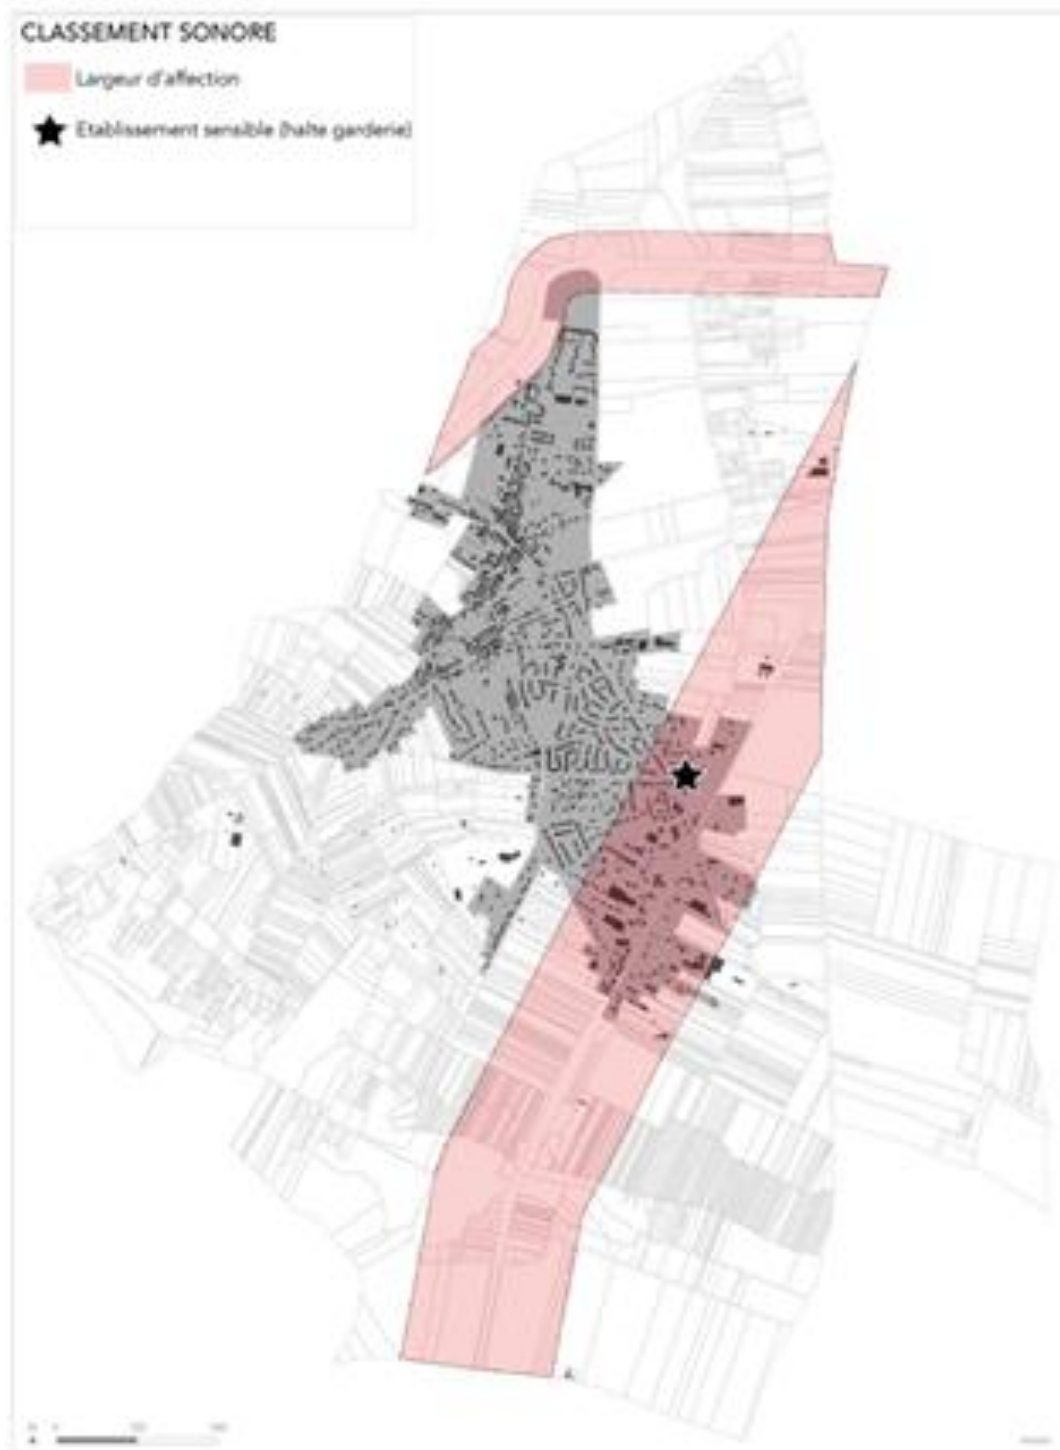 CLASSEMENT SONORE
Largeur d'affection
Etablissement sensible (halte garderie)